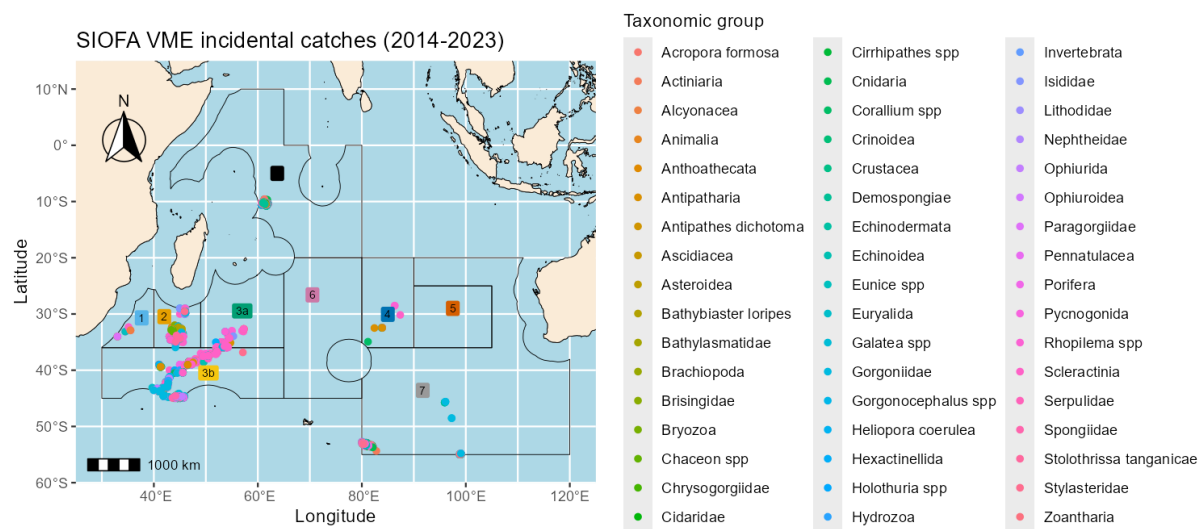 SIOFA VME incidental catches (2014-2023)
10°N
0°
10°S
20°S
30°S
40°S
50°S
60°S
Latitude
N
1
2
3a
3b
4
5
6
7
1000 km
40°E
60°E
80°E
100°E
120°E
Longitude
Taxonomic group
Acropora formosa
Actiniaria
Alcyonacea
Animalia
Anthoathecata
Antipatharia
Antipathes dichotoma
Ascidiacea
Asteroidea
Bathybiaster loripes
Bathylasmatidae
Brachiopoda
Brisingidae
Bryozoa
Chaceon spp
Chrysogorgiidae
Cidaridae
Cirrhipathes spp
Cnidaria
Corallium spp
Crinoidea
Crustacea
Demospongiae
Echinodermata
Echinoidea
Eunice spp
Euryalida
Galatea spp
Gorgoniidae
Gorgonocephalus spp
Heliopora coerulea
Hexactinellida
Holothuria spp
Hydrozoa
Invertebrata
Isididae
Lithodidae
Nephtheidae
Ophiurida
Ophiuroidea
Paragorgiidae
Pennatulacea
Porifera
Pycnogonida
Rhopilema spp
Scleractinia
Serpulidae
Spongiidae
Stolothrissa tanganicae
Stylasteridae
Zoantharia